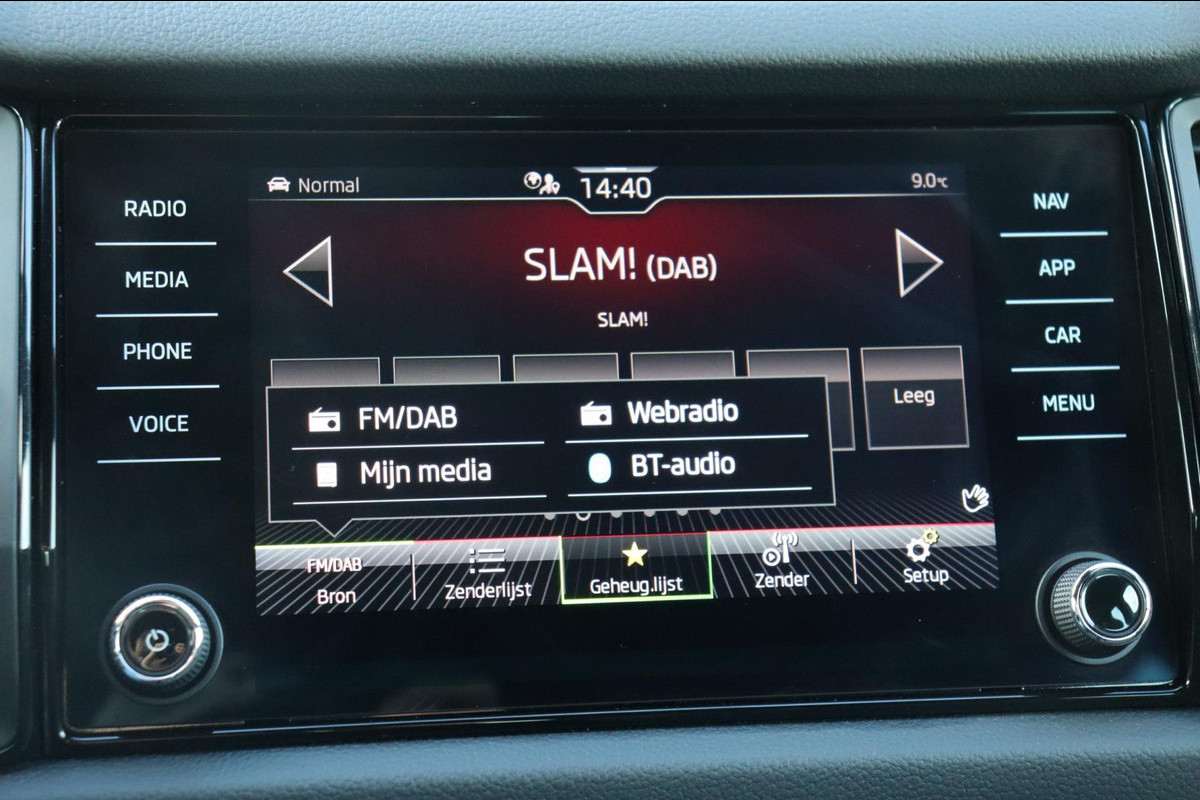 Normal
14:40
9.0°C
RADIO
MEDIA
PHONE
VOICE
NAV
APP
CAR
MENU
SLAM! (DAB)
SLAM!
Leeg
FM/DAB
Webradio
Mijn media
BT-audio
FM/DAB
Bron
Zenderlijst
Geheug.lijst
Zender
Setup